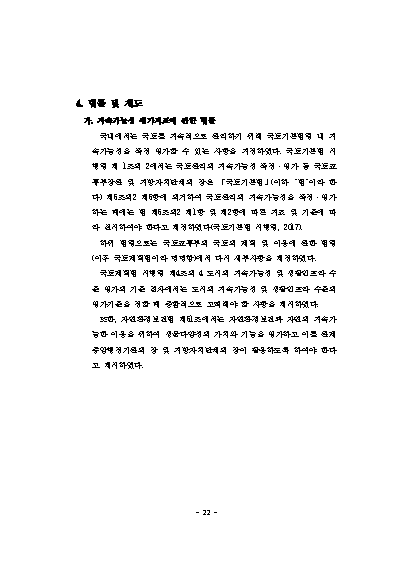 4. 법률 및 제도
가. 지속가능성 평가지표에 관한 법률
국내에서는 국토를 지속적으로 관리하기 위해 국토기본법령 내 지
속가능성을 측정 평가할 수 있는 사항을 지정하였다. 국토기본법 시
행령 제 1조의 2에서는 국토관리의 지속가능성 측정·평가 등 국토교
통부장관 및 지방자치단체의 장은 「국토기본법」(이하 "법"이라 한
다) 제5조의2 제6항에 의거하여 국토관리의 지속가능성을 측정·평가
하는 때에는 법 제5조의2 제1항 및 제2항에 따른 지표 및 기준에 따
라 실시하여야 한다고 제정하였다(국토기본법 시행령, 2017).
하위 법령으로는 국토교통부의 국토의 계획 및 이용에 관한 법령
(이후 국토계획법이라 명명함)에서 다시 세부사항을 제정하였다.
국토계획법 시행령 제4조의 4 도시의 지속가능성 및 생활인프라 수
준 평가의 기준 절차에서는 도시의 지속가능성 및 생활인프라 수준의
평가기준을 정할 때 종합적으로 고려해야 할 사항을 제시하였다.
또한, 자연환경보전법 제61조에서는 자연환경보전과 자연의 지속가
능한 이용을 위하여 생물다양성의 가치와 기능을 평가하고 이를 관계
중앙행정기관의 장 및 지방자치단체의 장이 활용하도록 하여야 한다
고 제시하였다.
- 22 -